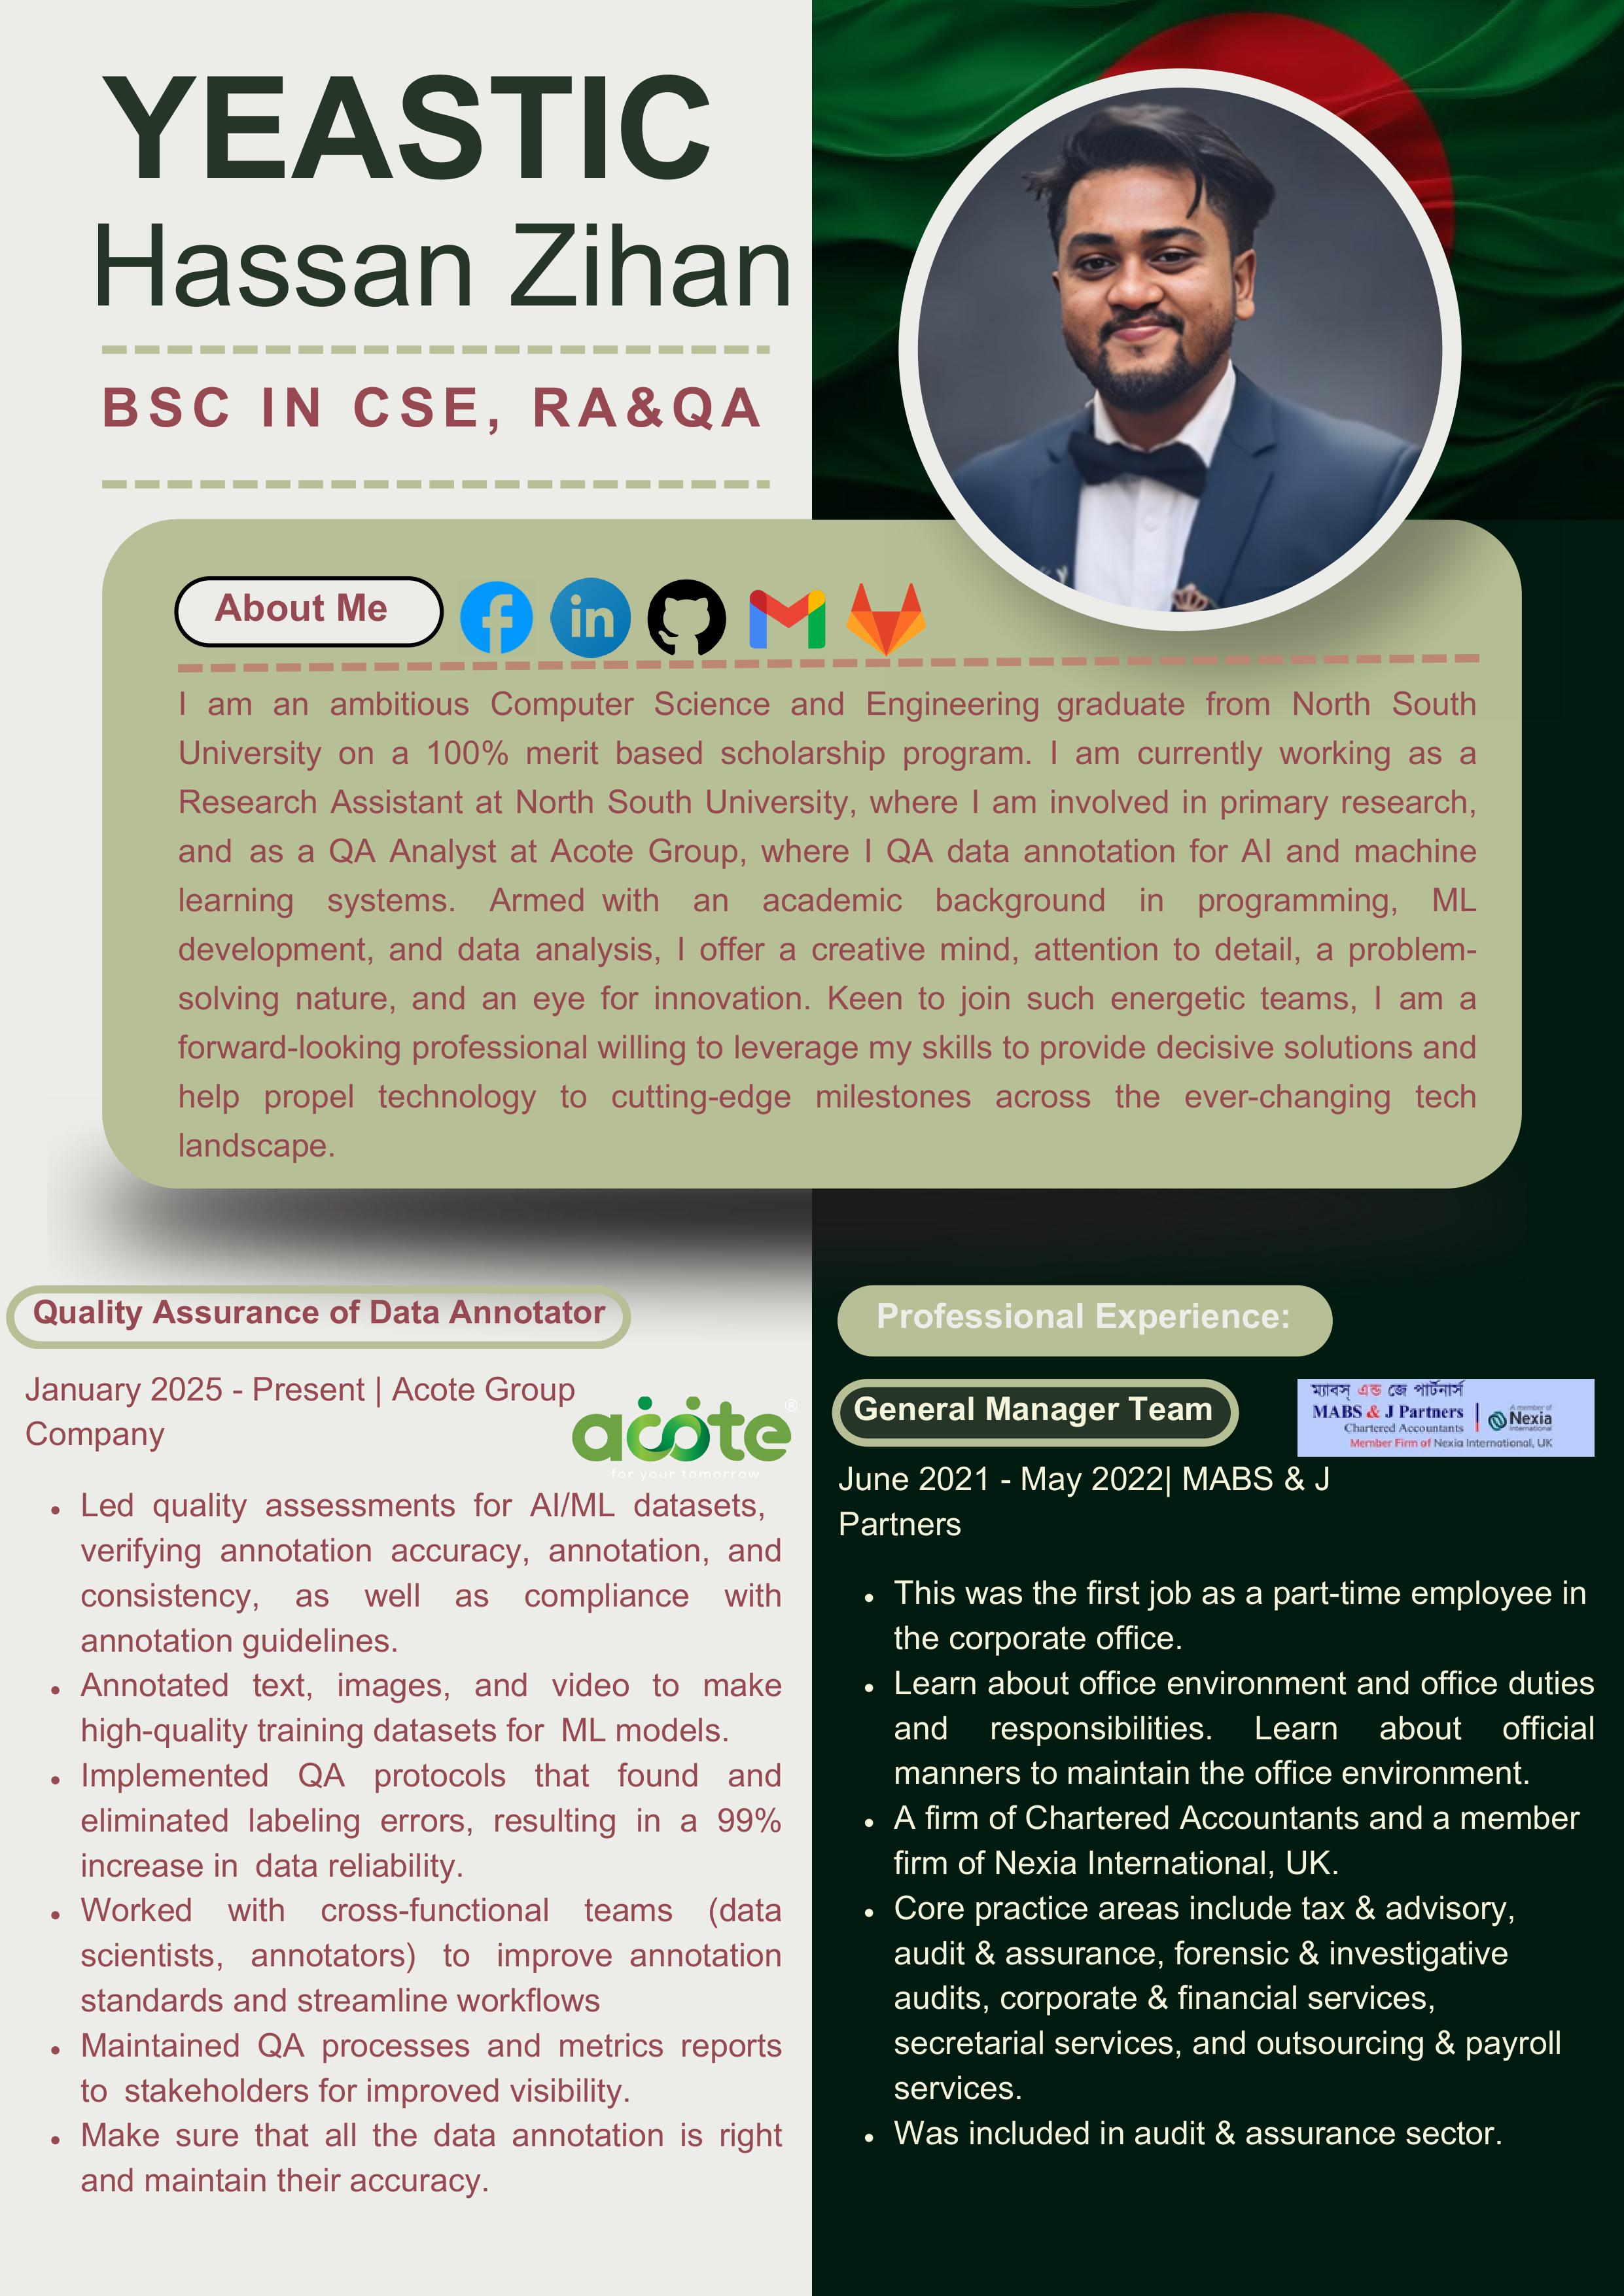 YEASTIC
Hassan Zihan
BSC IN CSE, RA&QA
About Me
in
I am an ambitious Computer Science and Engineering graduate from North South
University on a 100% merit based scholarship program. I am currently working as a
Research Assistant at North South University, where I am involved in primary research,
and as a QA Analyst at Acote Group, where I QA data annotation for AI and machine
learning systems. Armed with an academic background in programming, ML
development, and data analysis, I offer a creative mind, attention to detail, a problem-
solving nature, and an eye for innovation. Keen to join such energetic teams, I am a
forward-looking professional willing to leverage my skills to provide decisive solutions and
help propel technology to cutting-edge milestones across the ever-changing tech
landscape.
Quality Assurance of Data Annotator
January 2025 - Present | Acote Group
Company
acote®
for your tomorrow
Led quality assessments for AI/ML datasets,
verifying annotation accuracy, annotation, and
consistency, as well as compliance with
annotation guidelines.
Annotated text, images, and video to make
high-quality training datasets for ML models.
Implemented QA protocols that found and
eliminated labeling errors, resulting in a 99%
increase in data reliability.
Worked with cross-functional teams (data
scientists, annotators) to improve annotation
standards and streamline workflows
Maintained QA processes and metrics reports
to stakeholders for improved visibility.
Make sure that all the data annotation is right
and maintain their accuracy.
Professional Experience:
General Manager Team
ম্যাবস্ এন্ড জে পার্টনার্স
MABS & J Partners
Chartered Accountants
A member of
Nexia
International
Member Firm of Nexia International, UK
June 2021 - May 2022| MABS & J
Partners
This was the first job as a part-time employee in
the corporate office.
Learn about office environment and office duties
and responsibilities. Learn about official
manners to maintain the office environment.
A firm of Chartered Accountants and a member
firm of Nexia International, UK.
Core practice areas include tax & advisory,
audit & assurance, forensic & investigative
audits, corporate & financial services,
secretarial services, and outsourcing & payroll
services.
Was included in audit & assurance sector.